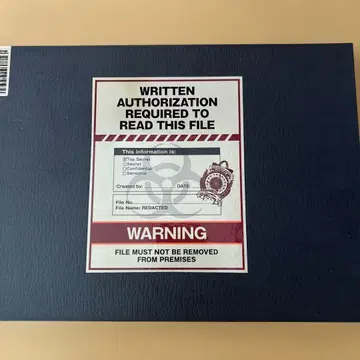 WRITTEN
AUTHORIZATION
REQUIRED TO
READ THIS FILE
This information is:
Top Secret
Secret
Confidential
Sensitive
Created by: DATE:
File No.
File Name: REDACTED
WARNING
FILE MUST NOT BE REMOVED
FROM PREMISES